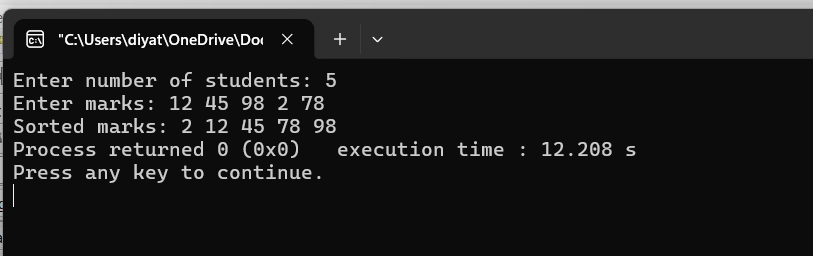 "C:\Users\diyat\OneDrive\Doc
Enter number of students: 5
Enter marks: 12 45 98 2 78
Sorted marks: 2 12 45 78 98
Process returned 0 (0x0)   execution time : 12.208 s
Press any key to continue.